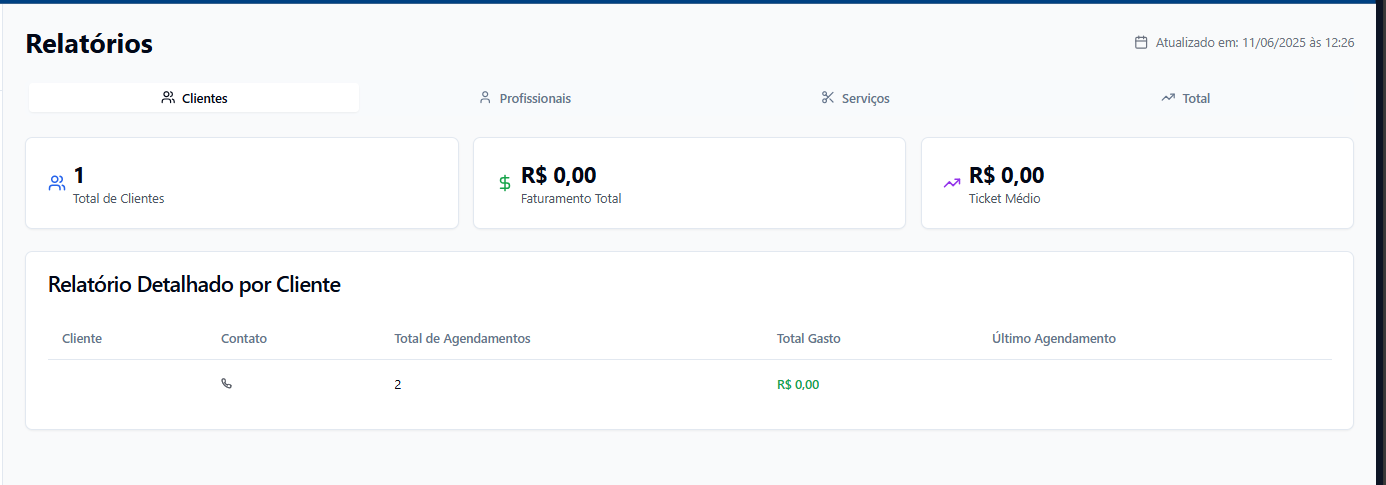 Relatórios
Atualizado em: 11/06/2025 às 12:26
Clientes Profissionais Serviços Total
1
Total de Clientes
R$ 0,00
Faturamento Total
R$ 0,00
Ticket Médio
Relatório Detalhado por Cliente
Cliente Contato Total de Agendamentos Total Gasto Último Agendamento
2 R$ 0,00